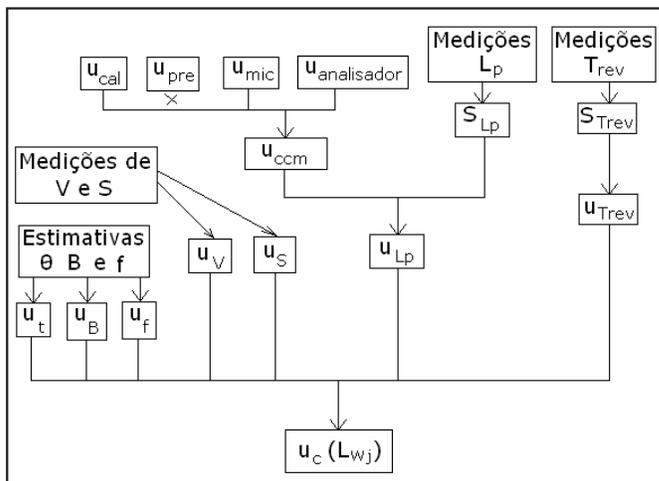 Medições
L_p
Medições
T_rev
u_cal
u_pre
u_mic
u_analisador
×
S_Lp
S_Trev
u_ccm
Medições de
V e S
u_Trev
Estimativas
θ B e f
u_V
u_S
u_Lp
u_t
u_B
u_f
u_c (L_Wj)